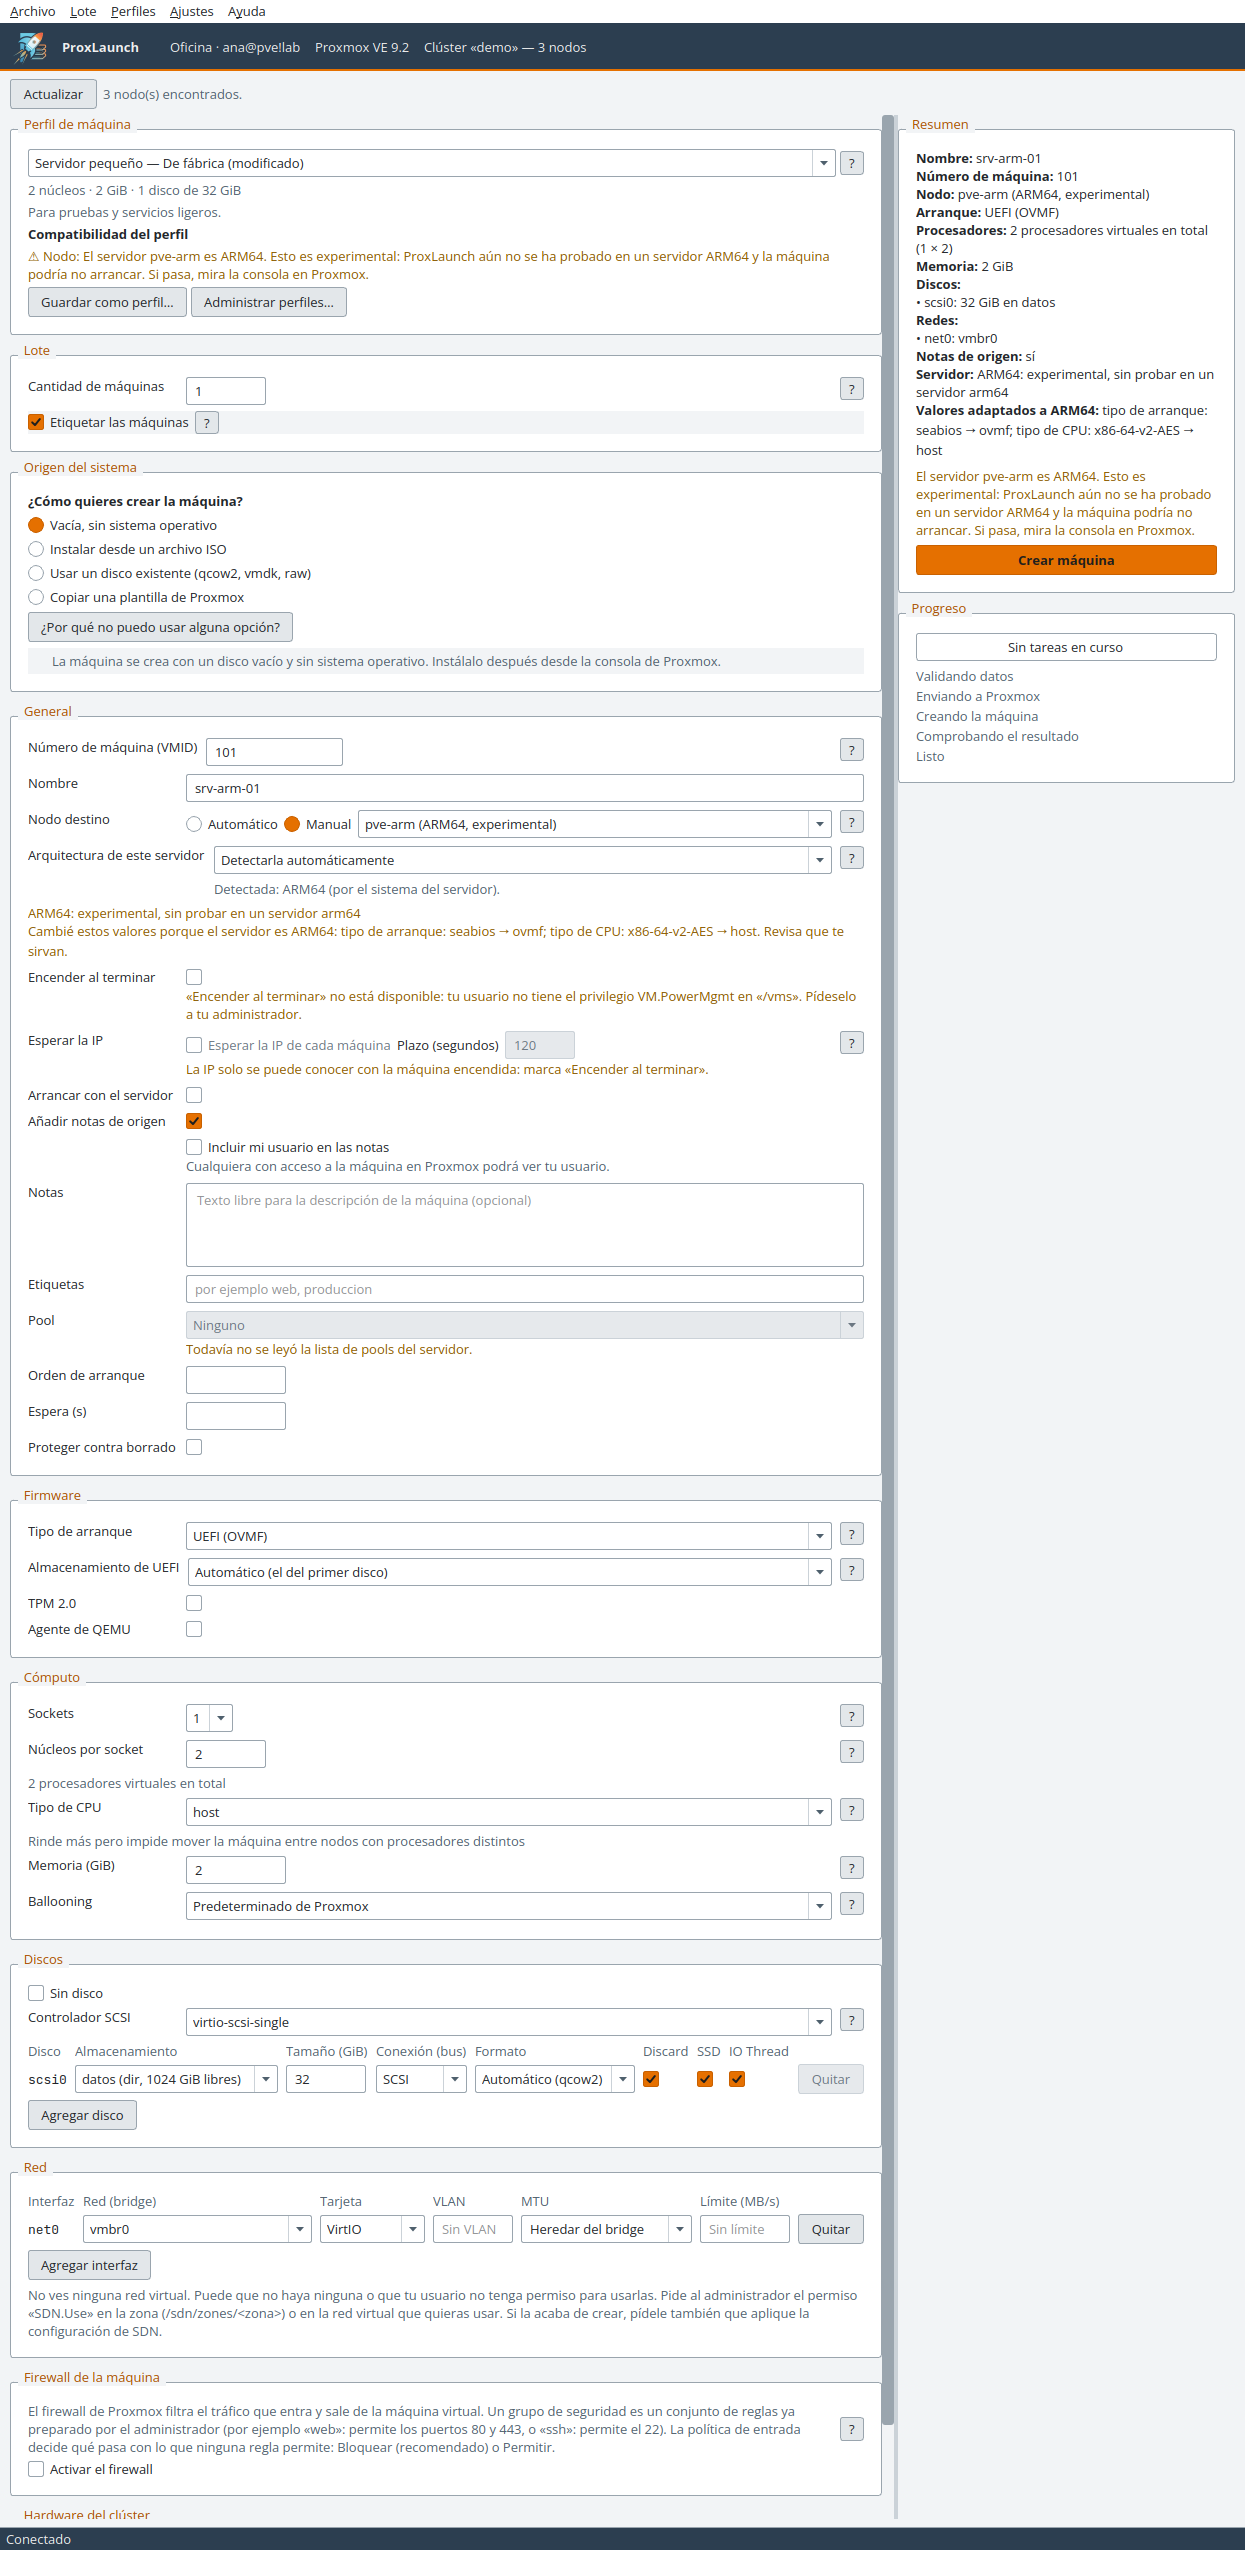 Archivo Lote Perfiles Ajustes Ayuda
ProxLaunch Oficina · ana@pve!lab Proxmox VE 9.2 Clúster «demo» — 3 nodos
Actualizar 3 nodo(s) encontrados.
Perfil de máquina
Servidor pequeño — De fábrica (modificado) ?
2 núcleos · 2 GiB · 1 disco de 32 GiB
Para pruebas y servicios ligeros.
Compatibilidad del perfil
⚠ Nodo: El servidor pve-arm es ARM64. Esto es experimental: ProxLaunch aún no se ha probado en un servidor ARM64 y la máquina
podría no arrancar. Si pasa, mira la consola en Proxmox.
Guardar como perfil... Administrar perfiles...
Lote
Cantidad de máquinas 1 ?
Etiquetar las máquinas ?
Origen del sistema
¿Cómo quieres crear la máquina?
Vacía, sin sistema operativo
Instalar desde un archivo ISO
Usar un disco existente (qcow2, vmdk, raw)
Copiar una plantilla de Proxmox
¿Por qué no puedo usar alguna opción?
La máquina se crea con un disco vacío y sin sistema operativo. Instálalo después desde la consola de Proxmox.
General
Número de máquina (VMID) 101 ?
Nombre srv-arm-01
Nodo destino Automático Manual pve-arm (ARM64, experimental) ?
Arquitectura de este servidor Detectarla automáticamente ?
Detectada: ARM64 (por el sistema del servidor).
ARM64: experimental, sin probar en un servidor arm64
Cambié estos valores porque el servidor es ARM64: tipo de arranque: seabios → ovmf; tipo de CPU: x86-64-v2-AES → host. Revisa que te
sirvan.
Encender al terminar
«Encender al terminar» no está disponible: tu usuario no tiene el privilegio VM.PowerMgmt en «/vms». Pídeselo
a tu administrador.
Esperar la IP Esperar la IP de cada máquina Plazo (segundos) 120 ?
La IP solo se puede conocer con la máquina encendida: marca «Encender al terminar».
Arrancar con el servidor
Añadir notas de origen
Incluir mi usuario en las notas
Cualquiera con acceso a la máquina en Proxmox podrá ver tu usuario.
Notas Texto libre para la descripción de la máquina (opcional)
Etiquetas por ejemplo web, produccion
Pool Ninguno
Todavía no se leyó la lista de pools del servidor.
Orden de arranque
Espera (s)
Proteger contra borrado
Firmware
Tipo de arranque UEFI (OVMF) ?
Almacenamiento de UEFI Automático (el del primer disco) ?
TPM 2.0
Agente de QEMU
Cómputo
Sockets 1 ?
Núcleos por socket 2 ?
2 procesadores virtuales en total
Tipo de CPU host ?
Rinde más pero impide mover la máquina entre nodos con procesadores distintos
Memoria (GiB) 2 ?
Ballooning Predeterminado de Proxmox ?
Discos
Sin disco
Controlador SCSI virtio-scsi-single ?
Disco Almacenamiento Tamaño (GiB) Conexión (bus) Formato Discard SSD IO Thread
scsi0 datos (dir, 1024 GiB libres) 32 SCSI Automático (qcow2) Quitar
Agregar disco
Red
Interfaz Red (bridge) Tarjeta VLAN MTU Límite (MB/s)
net0 vmbr0 VirtIO Sin VLAN Heredar del bridge Sin límite Quitar
Agregar interfaz
No ves ninguna red virtual. Puede que no haya ninguna o que tu usuario no tenga permiso para usarlas. Pide al administrador el permiso
«SDN.Use» en la zona (/sdn/zones/<zona>) o en la red virtual que quieras usar. Si la acaba de crear, pídele también que aplique la
configuración de SDN.
Firewall de la máquina
El firewall de Proxmox filtra el tráfico que entra y sale de la máquina virtual. Un grupo de seguridad es un conjunto de reglas ya
preparado por el administrador (por ejemplo «web»: permite los puertos 80 y 443, o «ssh»: permite el 22). La política de entrada
decide qué pasa con lo que ninguna regla permite: Bloquear (recomendado) o Permitir.
?
Activar el firewall
Hardware del clúster
Resumen
Nombre: srv-arm-01
Número de máquina: 101
Nodo: pve-arm (ARM64, experimental)
Arranque: UEFI (OVMF)
Procesadores: 2 procesadores virtuales en total
(1 × 2)
Memoria: 2 GiB
Discos:
• scsi0: 32 GiB en datos
Redes:
• net0: vmbr0
Notas de origen: sí
Servidor: ARM64: experimental, sin probar en un
servidor arm64
Valores adaptados a ARM64: tipo de arranque:
seabios → ovmf; tipo de CPU: x86-64-v2-AES →
host
El servidor pve-arm es ARM64. Esto es
experimental: ProxLaunch aún no se ha probado
en un servidor ARM64 y la máquina podría no
arrancar. Si pasa, mira la consola en Proxmox.
Crear máquina
Progreso
Sin tareas en curso
Validando datos
Enviando a Proxmox
Creando la máquina
Comprobando el resultado
Listo
Conectado